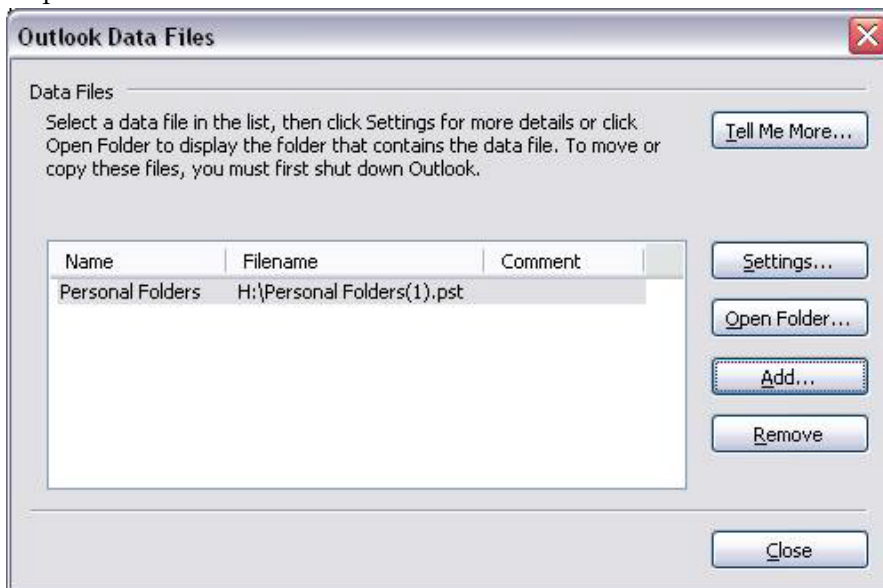 Outlook Data Files
Data Files
Select a data file in the list, then click Settings for more details or click
Open Folder to display the folder that contains the data file. To move or
copy these files, you must first shut down Outlook.
Tell Me More...
Name Filename Comment
Personal Folders H:\Personal Folders(1).pst
Settings...
Open Folder...
Add...
Remove
Close